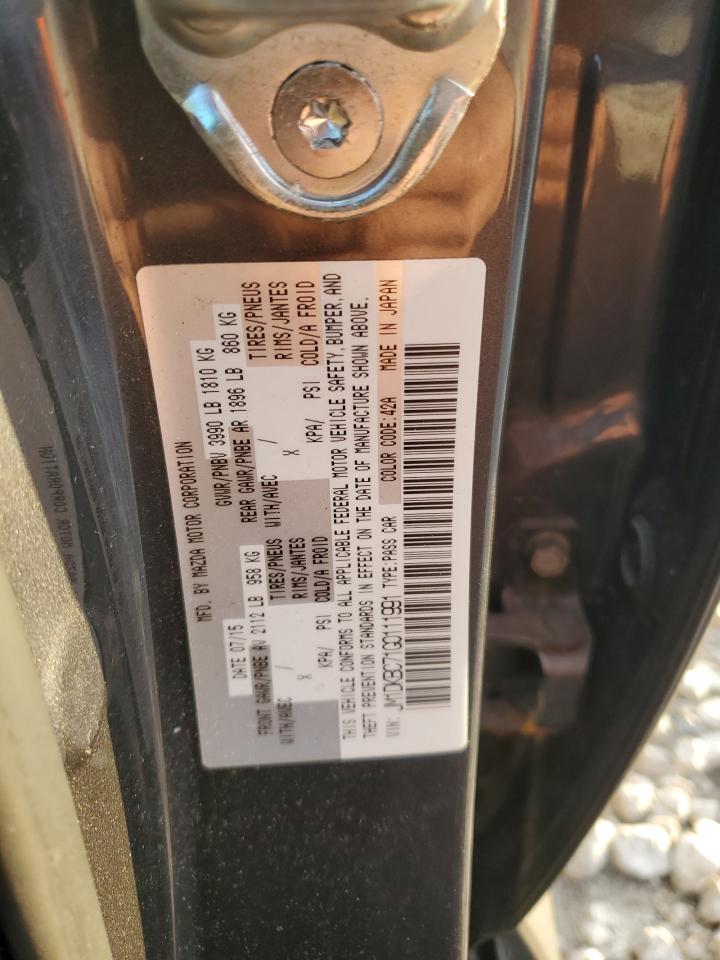 MFD. BY MAZDA MOTOR CORPORATION
DATE 07/15 GVWR/PNBV 3990 LB 1810 KG
FRONT GAWR/PNBE AV 2112 LB 958 KG REAR GAWR/PNBE AR 1896 LB 860 KG
WITH/AVEC / TIRES/PNEUS WITH/AVEC / TIRES/PNEUS
X RIMS/JANTES X RIMS/JANTES
KPA/ PSI COLD/A FROID KPA/ PSI COLD/A FROID
THIS VEHICLE CONFORMS TO ALL APPLICABLE FEDERAL MOTOR VEHICLE SAFETY, BUMPER, AND
THEFT PREVENTION STANDARDS IN EFFECT ON THE DATE OF MANUFACTURE SHOWN ABOVE.
COLOR CODE:42A MADE IN JAPAN
VIN: JM1DKBC71G0111991 TYPE:PASS CAR